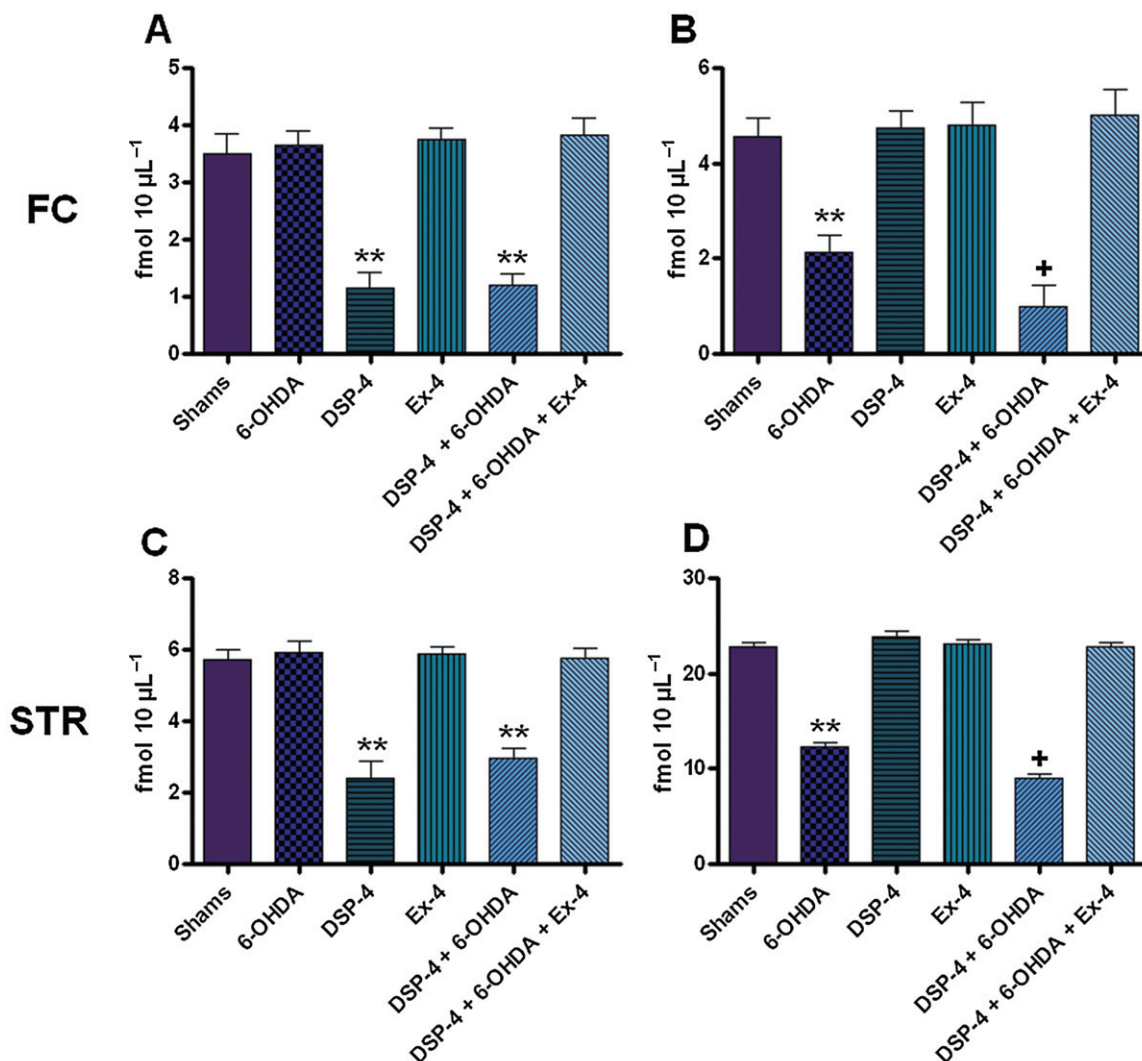 A
B
FC
fmol 10 µL⁻¹
5
4
3
2
1
0
**
**
Shams
6-OHDA
DSP-4
Ex-4
DSP-4 + 6-OHDA
DSP-4 + 6-OHDA + Ex-4
fmol 10 µL⁻¹
6
4
2
0
**
+
Shams
6-OHDA
DSP-4
Ex-4
DSP-4 + 6-OHDA
DSP-4 + 6-OHDA + Ex-4
C
D
STR
fmol 10 µL⁻¹
8
6
4
2
0
**
**
Shams
6-OHDA
DSP-4
Ex-4
DSP-4 + 6-OHDA
DSP-4 + 6-OHDA + Ex-4
fmol 10 µL⁻¹
30
20
10
0
**
+
Shams
6-OHDA
DSP-4
Ex-4
DSP-4 + 6-OHDA
DSP-4 + 6-OHDA + Ex-4